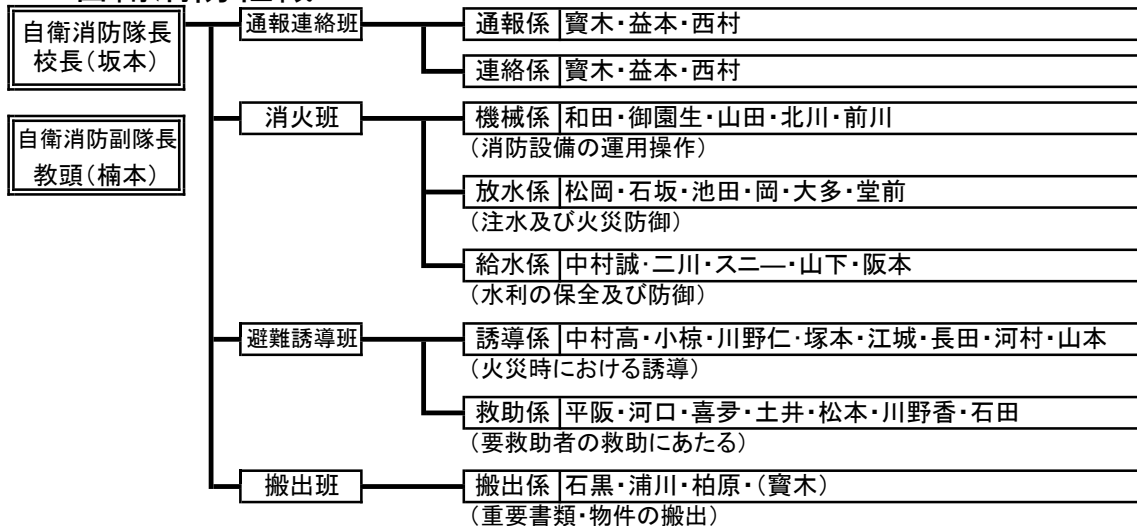 自衛消防隊長
校長(坂本)
自衛消防副隊長
教頭(楠本)
通報連絡班
通報係 寳木・益本・西村
連絡係 寳木・益本・西村
消火班
機械係 和田・御園生・山田・北川・前川
(消防設備の運用操作)
放水係 松岡・石坂・池田・岡・大多・堂前
(注水及び火災防御)
給水係 中村誠・二川・スニ―・山下・阪本
(水利の保全及び防御)
避難誘導班
誘導係 中村高・小椋・川野仁・塚本・江城・長田・河村・山本
(火災時における誘導)
救助係 平阪・河口・喜夛・土井・松本・川野香・石田
(要救助者の救助にあたる)
搬出班
搬出係 石黒・浦川・柏原・(寳木)
(重要書類・物件の搬出)